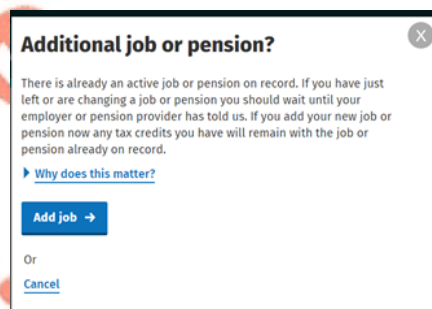 Additional job or pension?
X
There is already an active job or pension on record. If you have just
left or are changing a job or pension you should wait until your
employer or pension provider has told us. If you add your new job or
pension now any tax credits you have will remain with the job or
pension already on record.
Why does this matter?
Add job →
Or
Cancel